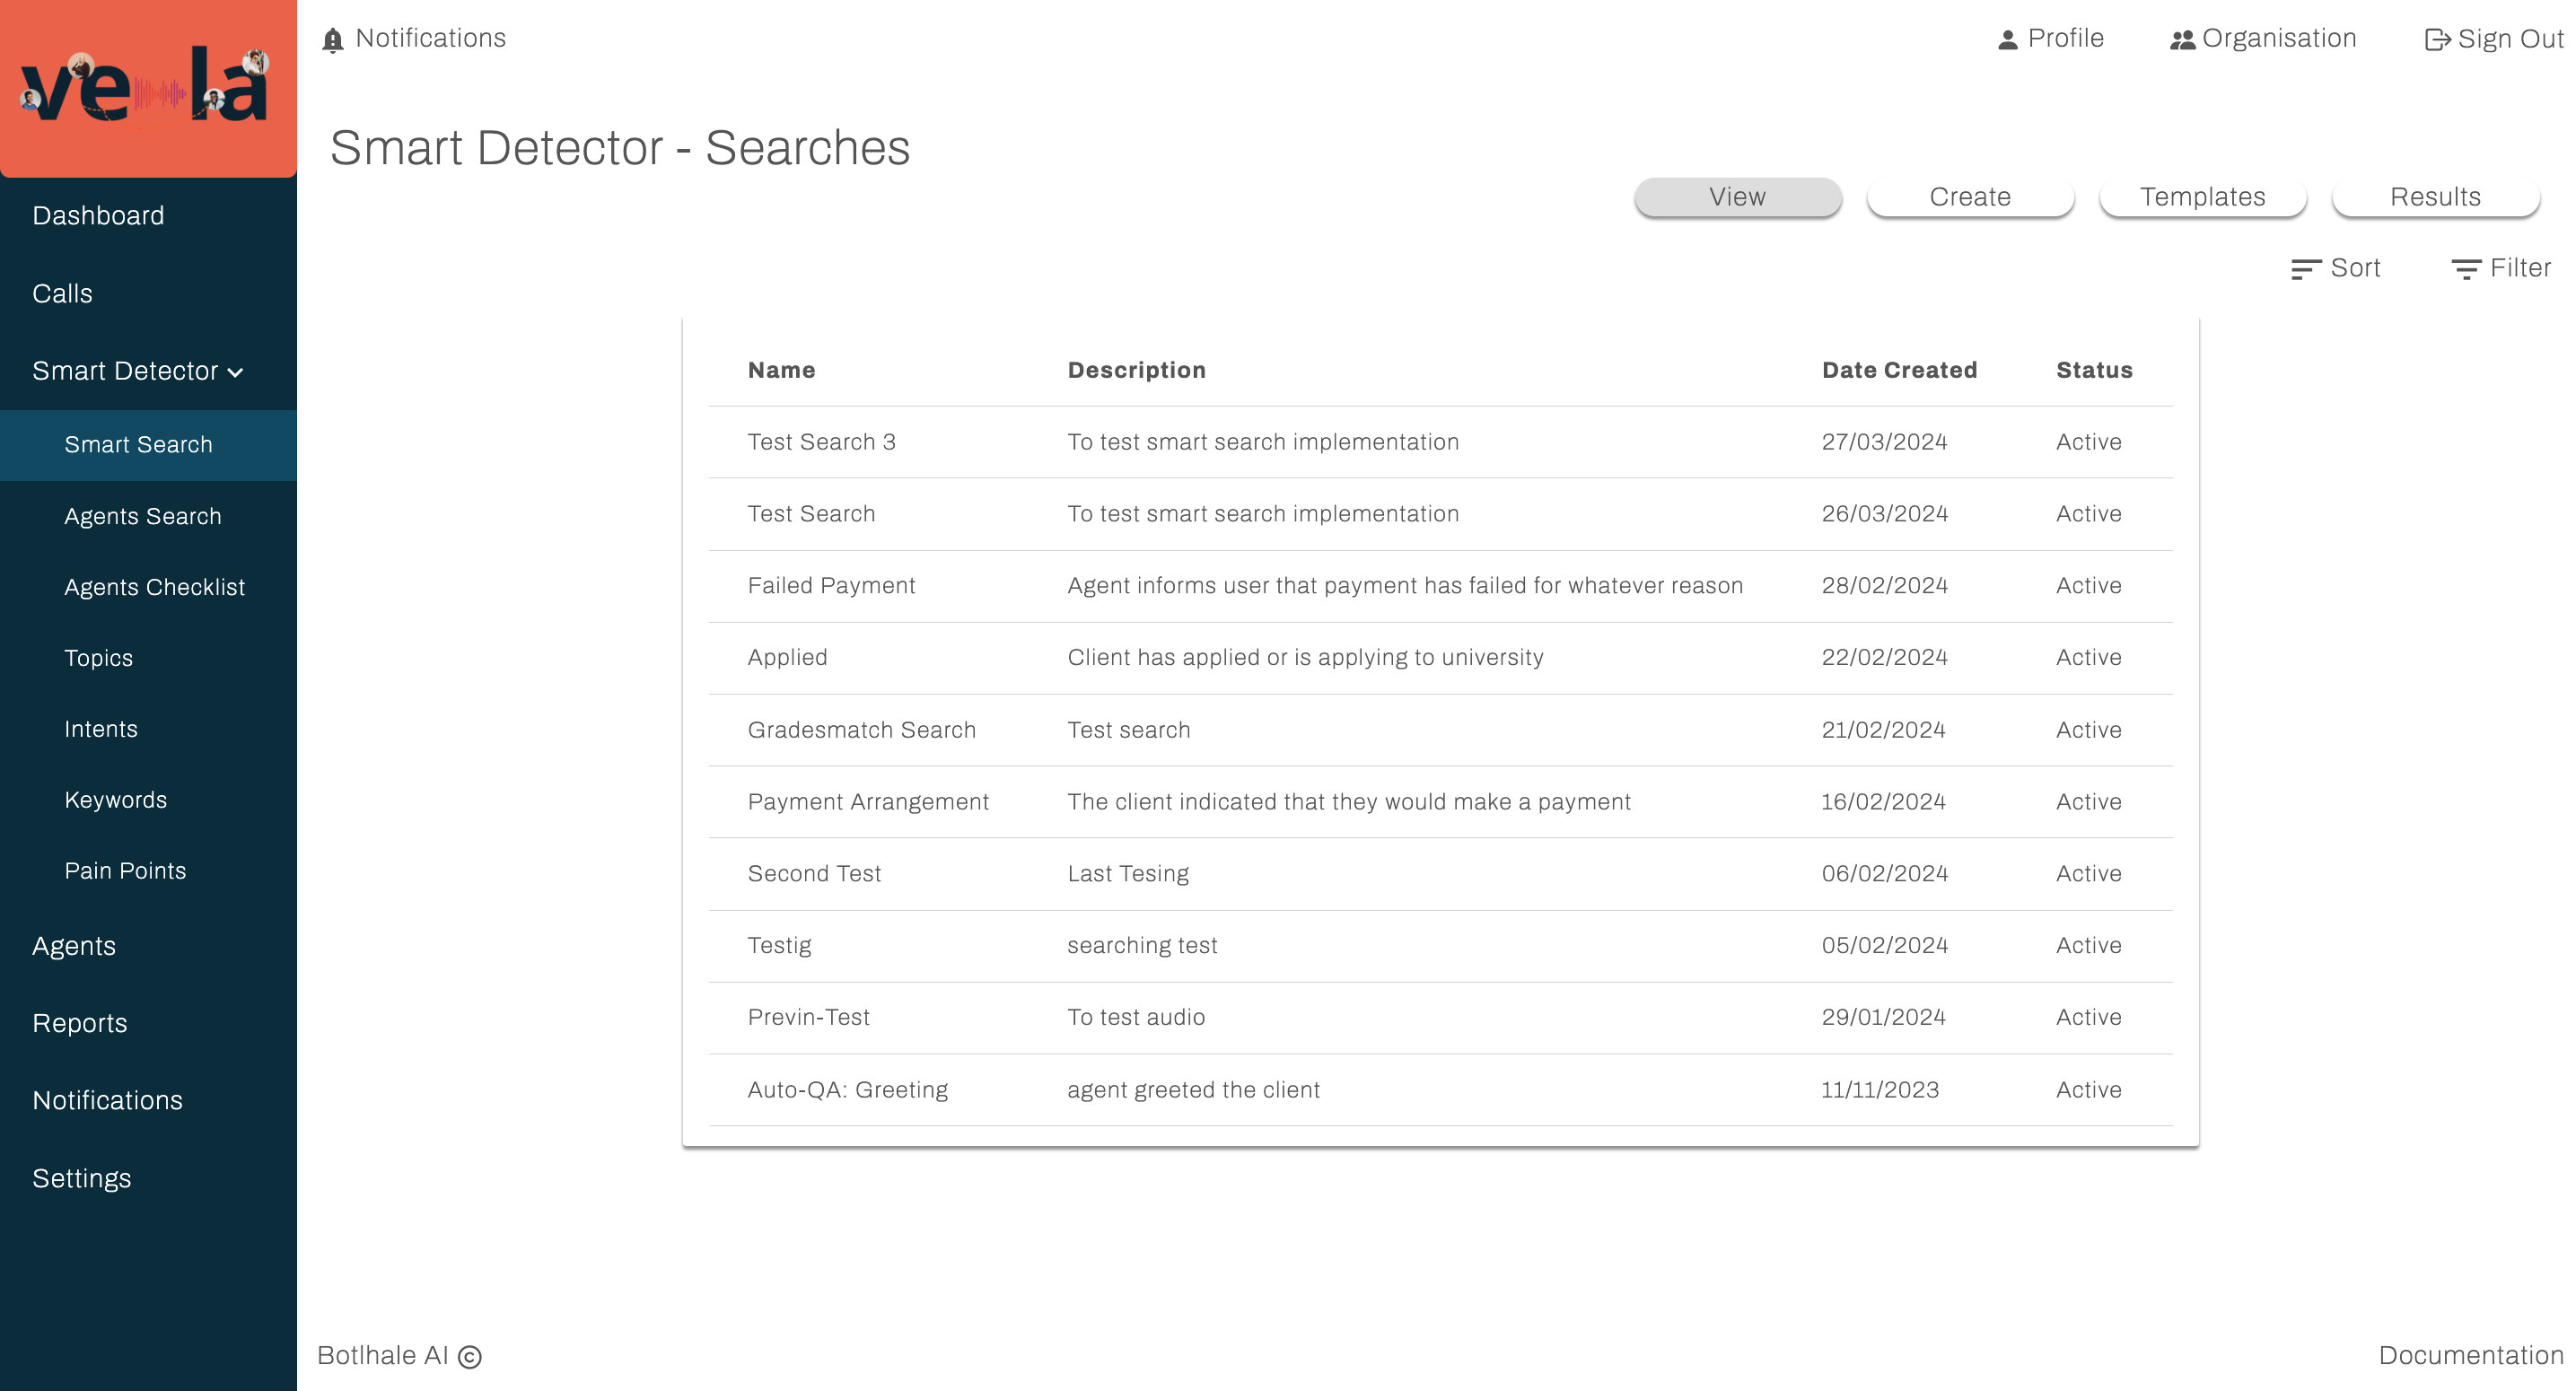 vela
Notifications
Profile
Organisation
Sign Out
Smart Detector - Searches
View
Create
Templates
Results
Sort
Filter
Dashboard
Calls
Smart Detector
Smart Search
Agents Search
Agents Checklist
Topics
Intents
Keywords
Pain Points
Agents
Reports
Notifications
Settings
Name Description Date Created Status
Test Search 3 To test smart search implementation 27/03/2024 Active
Test Search To test smart search implementation 26/03/2024 Active
Failed Payment Agent informs user that payment has failed for whatever reason 28/02/2024 Active
Applied Client has applied or is applying to university 22/02/2024 Active
Gradesmatch Search Test search 21/02/2024 Active
Payment Arrangement The client indicated that they would make a payment 16/02/2024 Active
Second Test Last Tesing 06/02/2024 Active
Testig searching test 05/02/2024 Active
Previn-Test To test audio 29/01/2024 Active
Auto-QA: Greeting agent greeted the client 11/11/2023 Active
Botlhale AI ©
Documentation